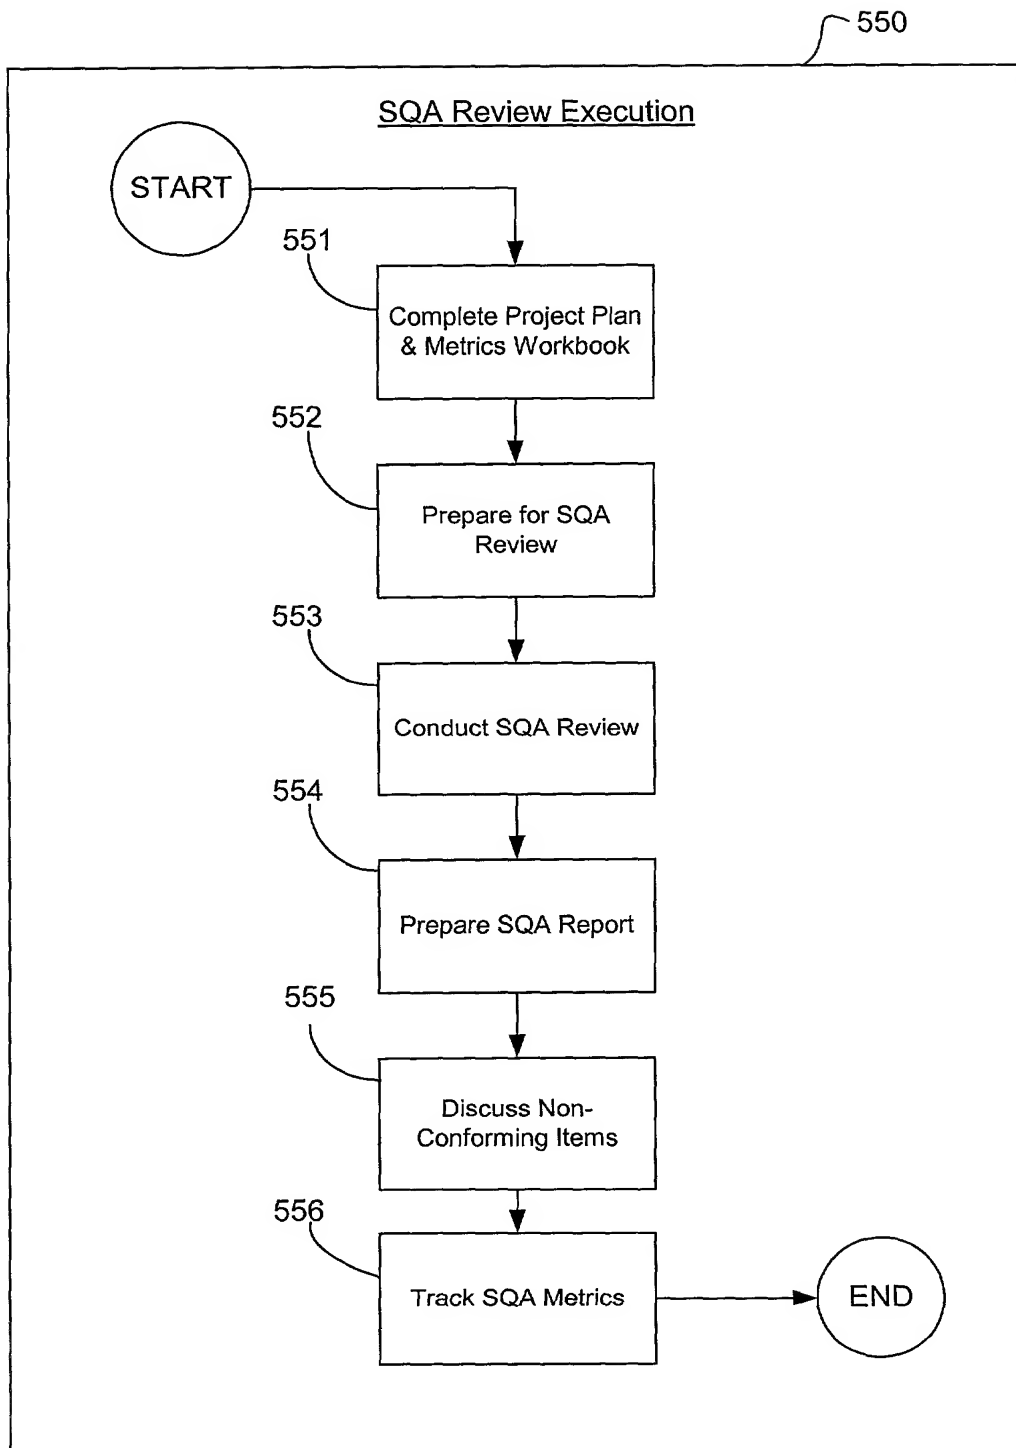 550
SQA Review Execution
START
551
Complete Project Plan
& Metrics Workbook
552
Prepare for SQA
Review
553
Conduct SQA Review
554
Prepare SQA Report
555
Discuss Non-
Conforming Items
556
Track SQA Metrics
END